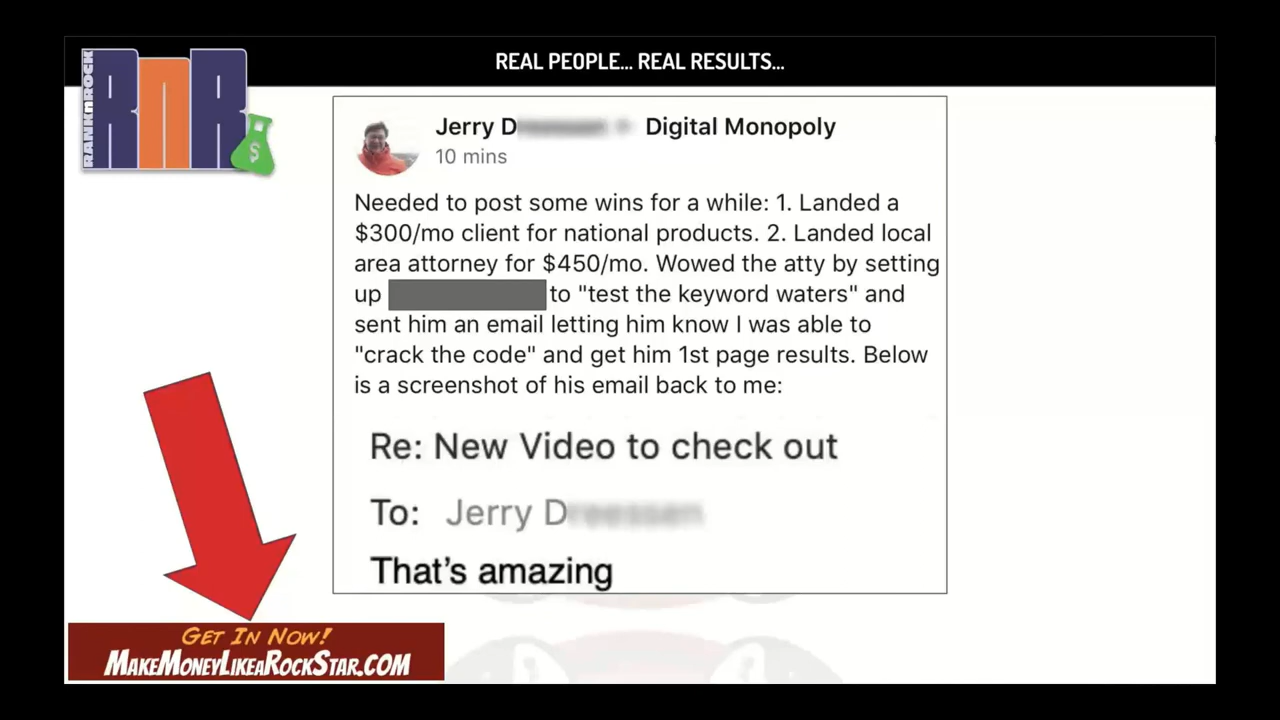 REAL PEOPLE... REAL RESULTS...
RANKnROCK
RnR
$
Jerry D
Digital Monopoly
10 mins
Needed to post some wins for a while: 1. Landed a
$300/mo client for national products. 2. Landed local
area attorney for $450/mo. Wowed the atty by setting
up to "test the keyword waters" and
sent him an email letting him know I was able to
"crack the code" and get him 1st page results. Below
is a screenshot of his email back to me:
Re: New Video to check out
To: Jerry D
That's amazing
GET IN NOW!
MAKEMONEYLIKEAROCKSTAR.COM